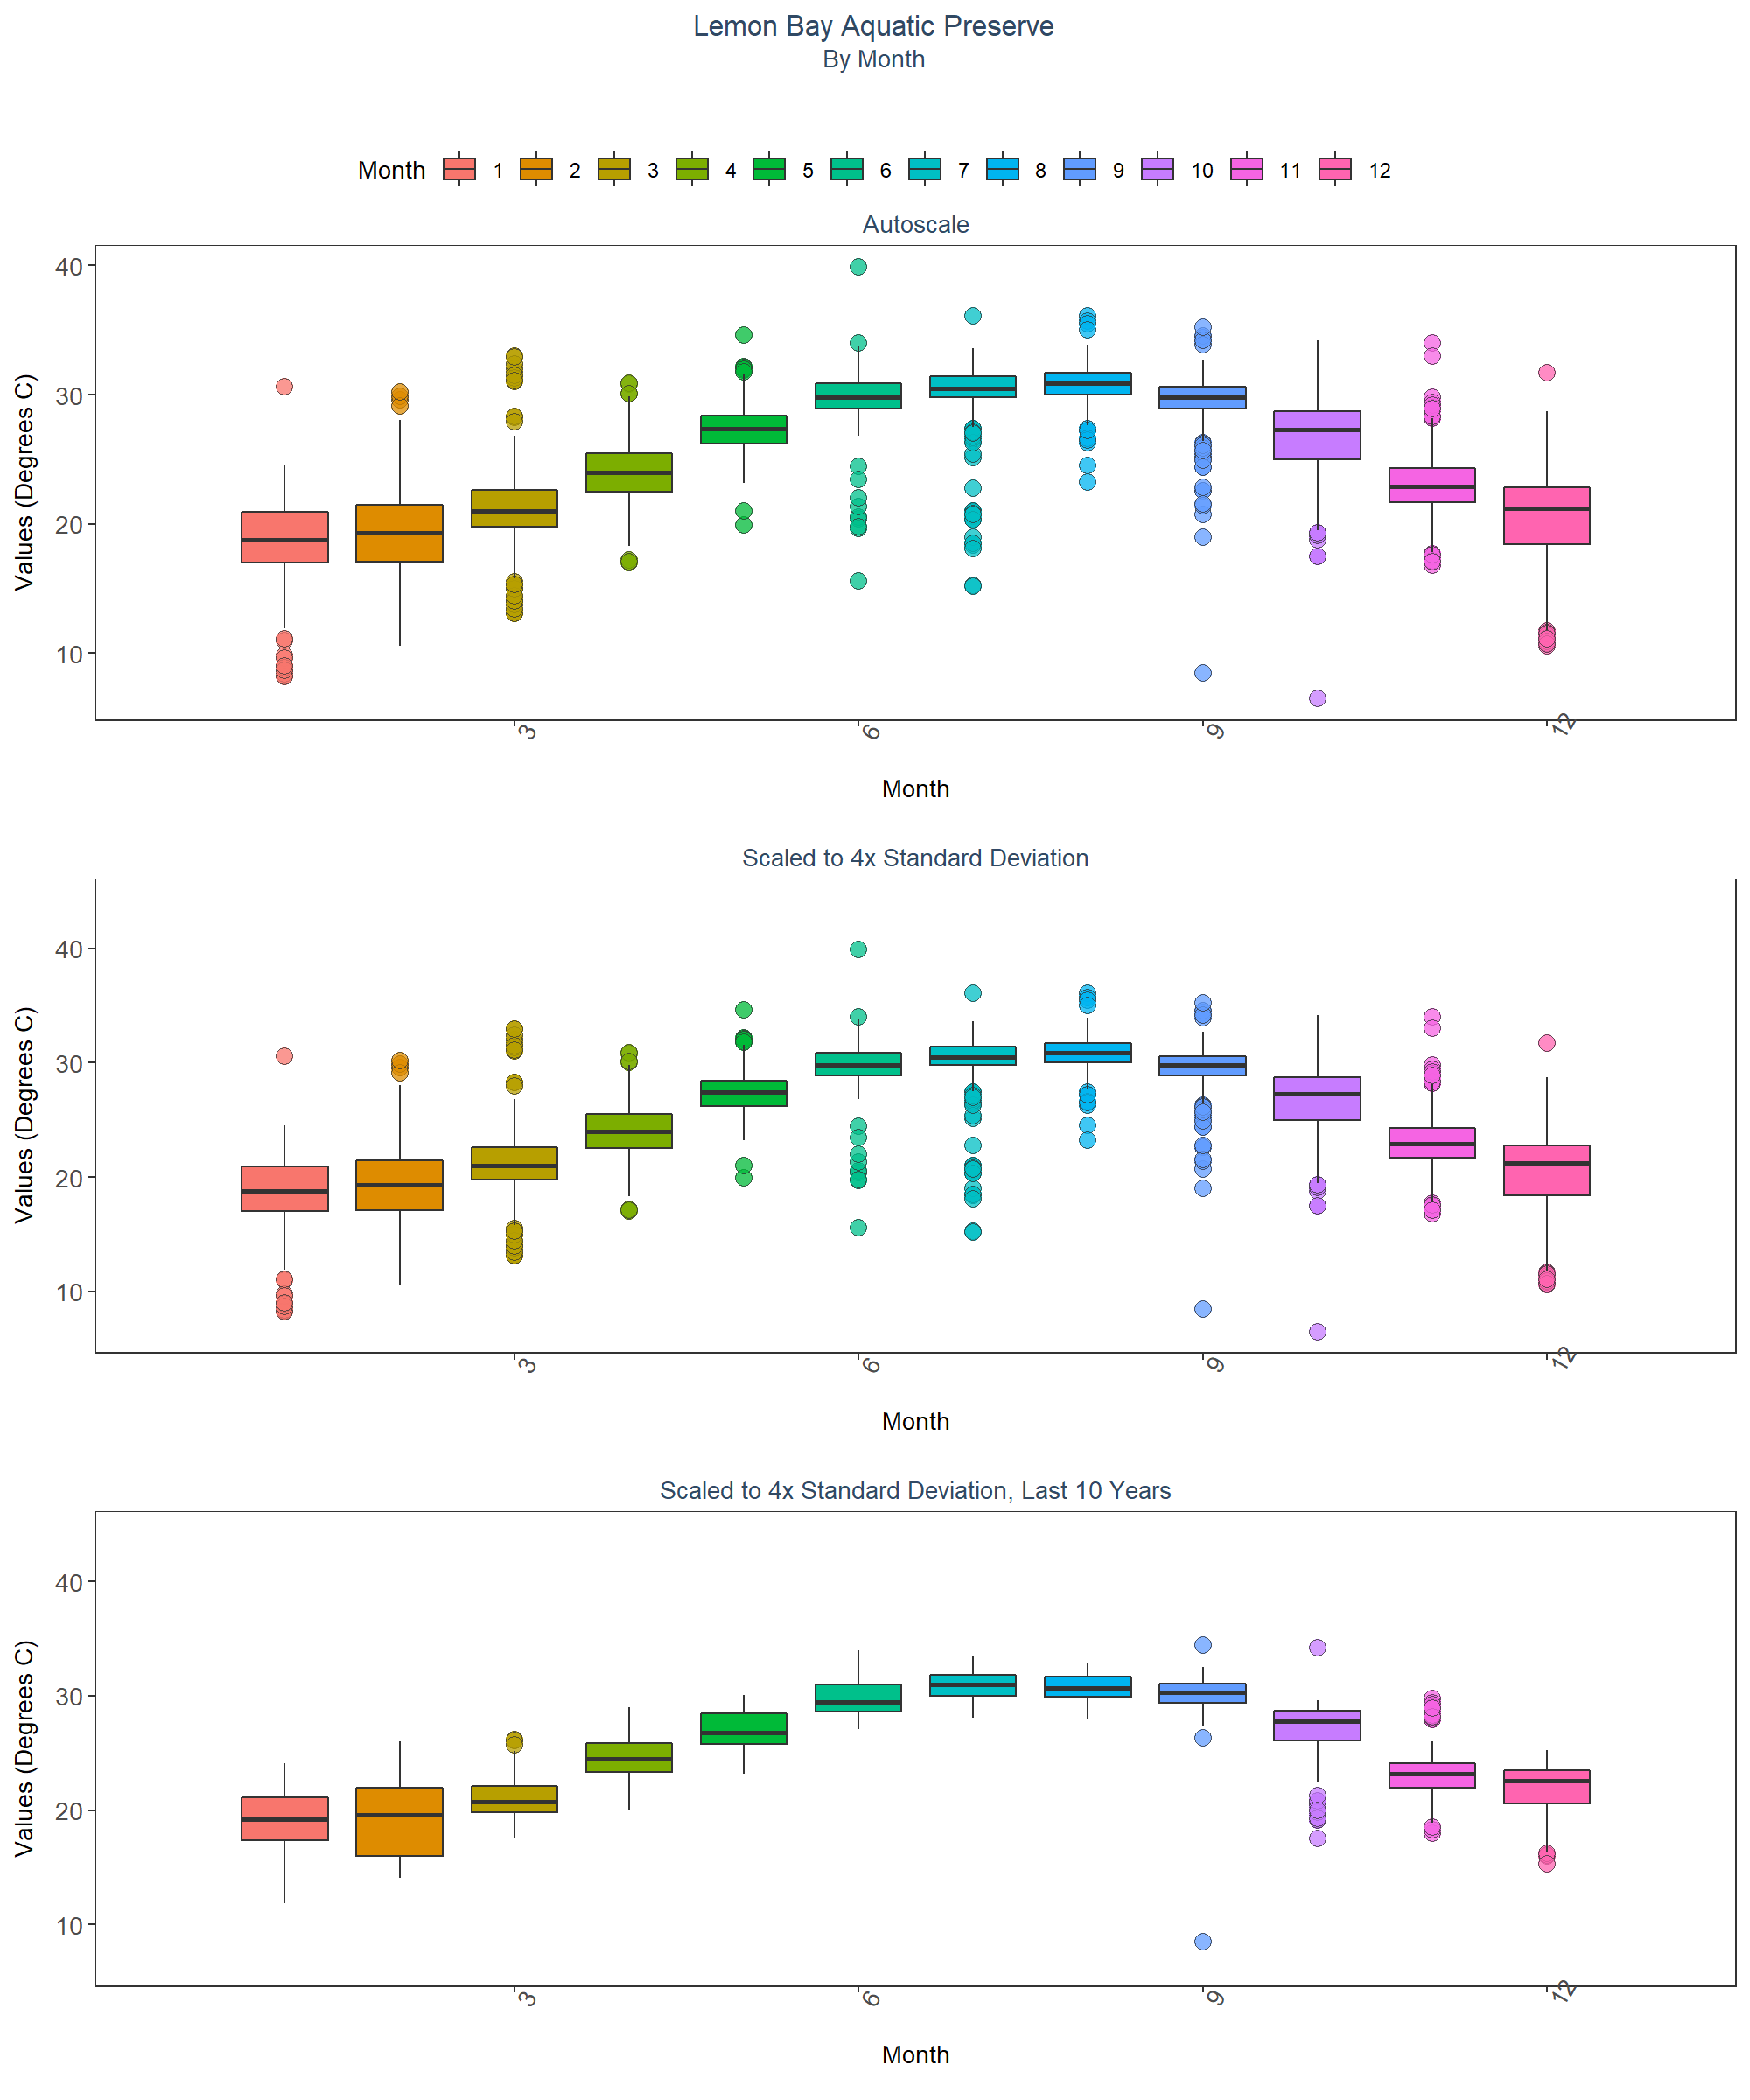 Lemon Bay Aquatic Preserve
By Month
Month 1 2 3 4 5 6 7 8 9 10 11 12
Autoscale
Values (Degrees C)
40
30
20
10
3 6 9 12
Month
Scaled to 4x Standard Deviation
Values (Degrees C)
40
30
20
10
3 6 9 12
Month
Scaled to 4x Standard Deviation, Last 10 Years
Values (Degrees C)
40
30
20
10
3 6 9 12
Month